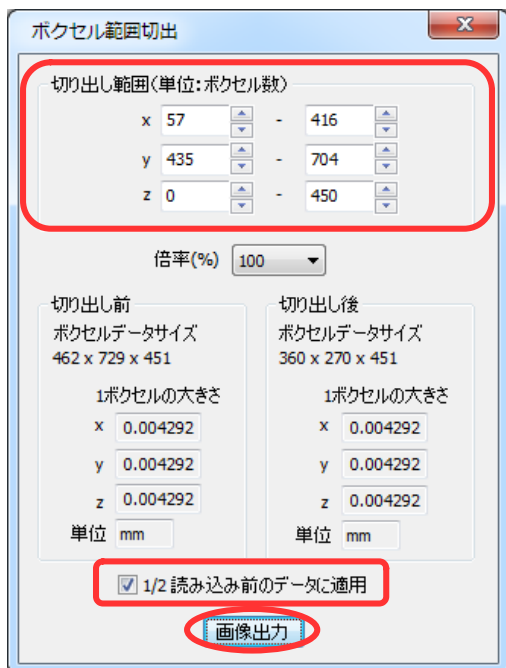 ボクセル範囲切出
切り出し範囲(単位:ボクセル数)
x 57 - 416
y 435 - 704
z 0 - 450
倍率(%) 100
切り出し前
ボクセルデータサイズ
462 x 729 x 451
1ボクセルの大きさ
x 0.004292
y 0.004292
z 0.004292
単位 mm
切り出し後
ボクセルデータサイズ
360 x 270 x 451
1ボクセルの大きさ
x 0.004292
y 0.004292
z 0.004292
単位 mm
1/2 読み込み前のデータに適用
画像出力